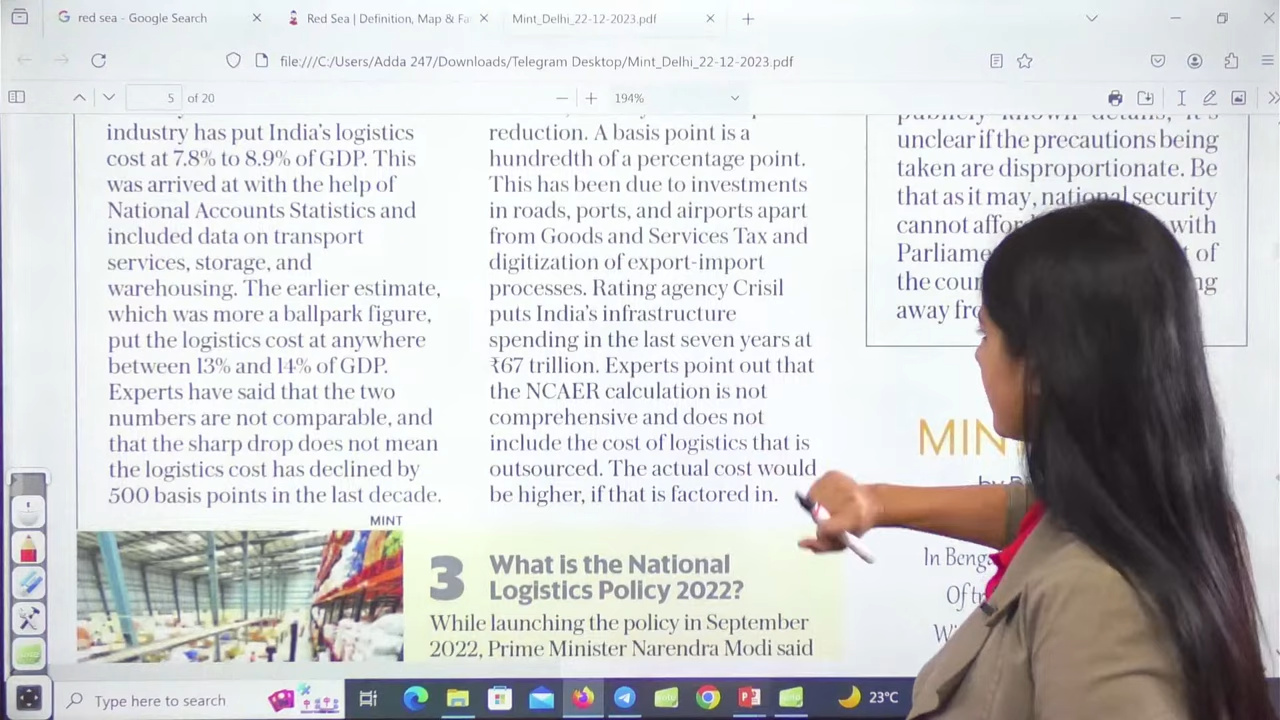 red sea - Google Search
Red Sea | Definition, Map & Fa
Mint_Delhi_22-12-2023.pdf
file:///C:/Users/Adda 247/Downloads/Telegram Desktop/Mint_Delhi_22-12-2023.pdf
5 of 20
194%
industry has put India's logistics
cost at 7.8% to 8.9% of GDP. This
was arrived at with the help of
National Accounts Statistics and
included data on transport
services, storage, and
warehousing. The earlier estimate,
which was more a ballpark figure,
put the logistics cost at anywhere
between 13% and 14% of GDP.
Experts have said that the two
numbers are not comparable, and
that the sharp drop does not mean
the logistics cost has declined by
500 basis points in the last decade.
MINT
reduction. A basis point is a
hundredth of a percentage point.
This has been due to investments
in roads, ports, and airports apart
from Goods and Services Tax and
digitization of export-import
processes. Rating agency Crisil
puts India's infrastructure
spending in the last seven years at
₹67 trillion. Experts point out that
the NCAER calculation is not
comprehensive and does not
include the cost of logistics that is
outsourced. The actual cost would
be higher, if that is factored in.
3 What is the National
Logistics Policy 2022?
While launching the policy in September
2022, Prime Minister Narendra Modi said
publicly known details, it's
unclear if the precautions being
taken are disproportionate. Be
that as it may, national security
cannot with
of
the
away
In
Type here to search
23°C